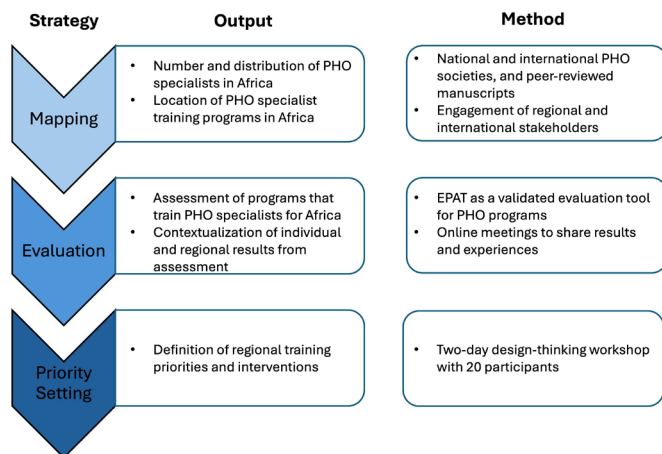 Strategy
Output
Method
Mapping
• Number and distribution of PHO
specialists in Africa
• Location of PHO specialist
training programs in Africa
• National and international PHO
societies, and peer-reviewed
manuscripts
• Engagement of regional and
international stakeholders
Evaluation
• Assessment of programs that
train PHO specialists for Africa
• Contextualization of individual
and regional results from
assessment
• EPAT as a validated evaluation tool
for PHO programs
• Online meetings to share results
and experiences
Priority
Setting
• Definition of regional training
priorities and interventions
• Two-day design-thinking workshop
with 20 participants